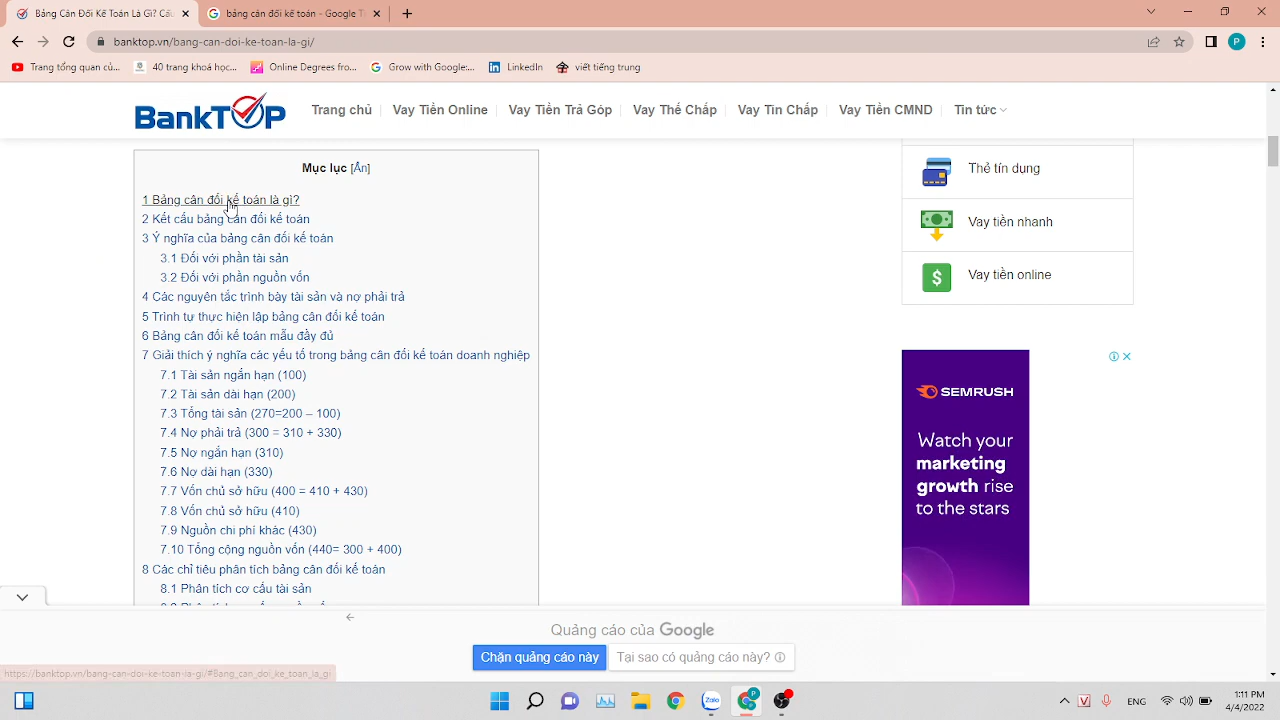 Bảng Cân Đối Kế Toán Là Gì? Cấu
bảng cân đối kế toán - Google T
banktop.vn/bang-can-doi-ke-toan-la-gi/
P
Trang tổng quan củ...
40 trang khoá học...
Online Degrees fro...
Grow with Google:...
LinkedIn
viết tiếng trung
BankTOP
Trang chủ
Vay Tiền Online
Vay Tiền Trả Góp
Vay Thế Chấp
Vay Tín Chấp
Vay Tiền CMND
Tin tức
Mục lục [Ẩn]
1 Bảng cân đối kế toán là gì?
2 Kết cấu bảng cân đối kế toán
3 Ý nghĩa của bảng cân đối kế toán
3.1 Đối với phần tài sản
3.2 Đối với phần nguồn vốn
4 Các nguyên tắc trình bày tài sản và nợ phải trả
5 Trình tự thực hiện lập bảng cân đối kế toán
6 Bảng cân đối kế toán mẫu đầy đủ
7 Giải thích ý nghĩa các yếu tố trong bảng cân đối kế toán doanh nghiệp
7.1 Tài sản ngắn hạn (100)
7.2 Tài sản dài hạn (200)
7.3 Tổng tài sản (270=200 – 100)
7.4 Nợ phải trả (300 = 310 + 330)
7.5 Nợ ngắn hạn (310)
7.6 Nợ dài hạn (330)
7.7 Vốn chủ sở hữu (400 = 410 + 430)
7.8 Vốn chủ sở hữu (410)
7.9 Nguồn chi phí khác (430)
7.10 Tổng cộng nguồn vốn (440= 300 + 400)
8 Các chỉ tiêu phân tích bảng cân đối kế toán
8.1 Phân tích cơ cấu tài sản
Thẻ tín dụng
Vay tiền nhanh
Vay tiền online
SEMRUSH
Watch your
marketing
growth rise
to the stars
Quảng cáo của Google
Chặn quảng cáo này
Tại sao có quảng cáo này?
https://banktop.vn/bang-can-doi-ke-toan-la-gi/#Bang_can_doi_ke_toan_la_gi
Zalo
P
V
ENG
1:11 PM
4/4/2022